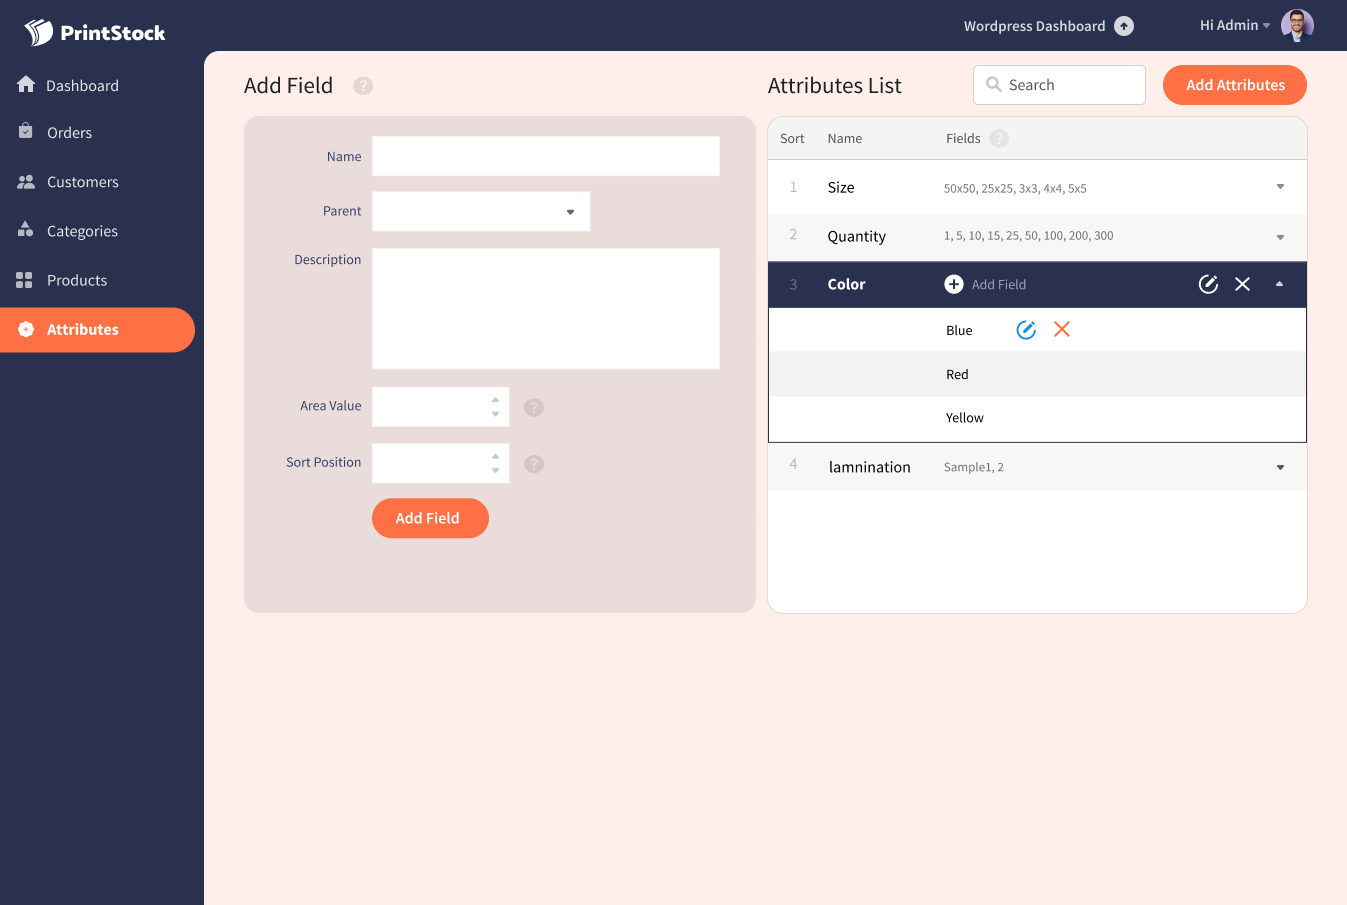 PrintStock
Wordpress Dashboard
Hi Admin
Dashboard
Orders
Customers
Categories
Products
Attributes
Add Field ?
Name
Parent
Description
Area Value ?
Sort Position ?
Add Field
Attributes List
Search
Add Attributes
Sort Name Fields ?
1 Size 50x50, 25x25, 3x3, 4x4, 5x5
2 Quantity 1, 5, 10, 15, 25, 50, 100, 200, 300
3 Color Add Field
Blue
Red
Yellow
4 lamnination Sample1, 2